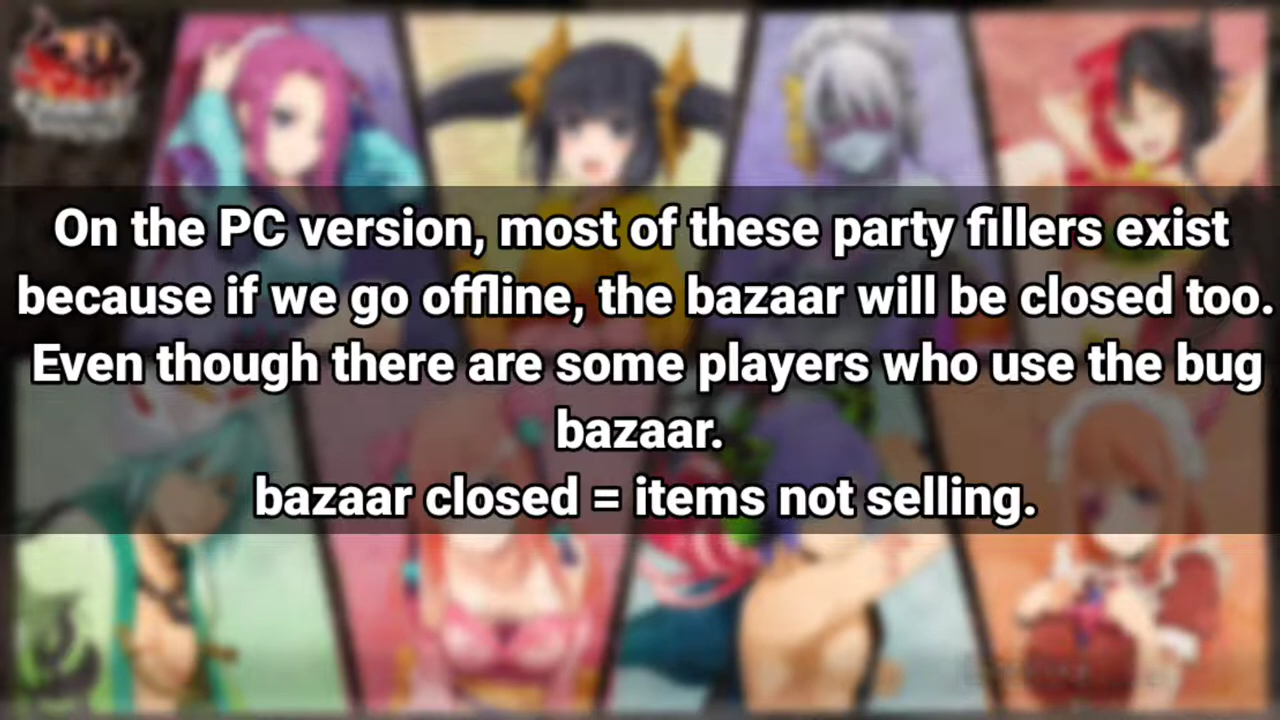 On the PC version, most of these party fillers exist
because if we go offline, the bazaar will be closed too.
Even though there are some players who use the bug
bazaar.
bazaar closed = items not selling.